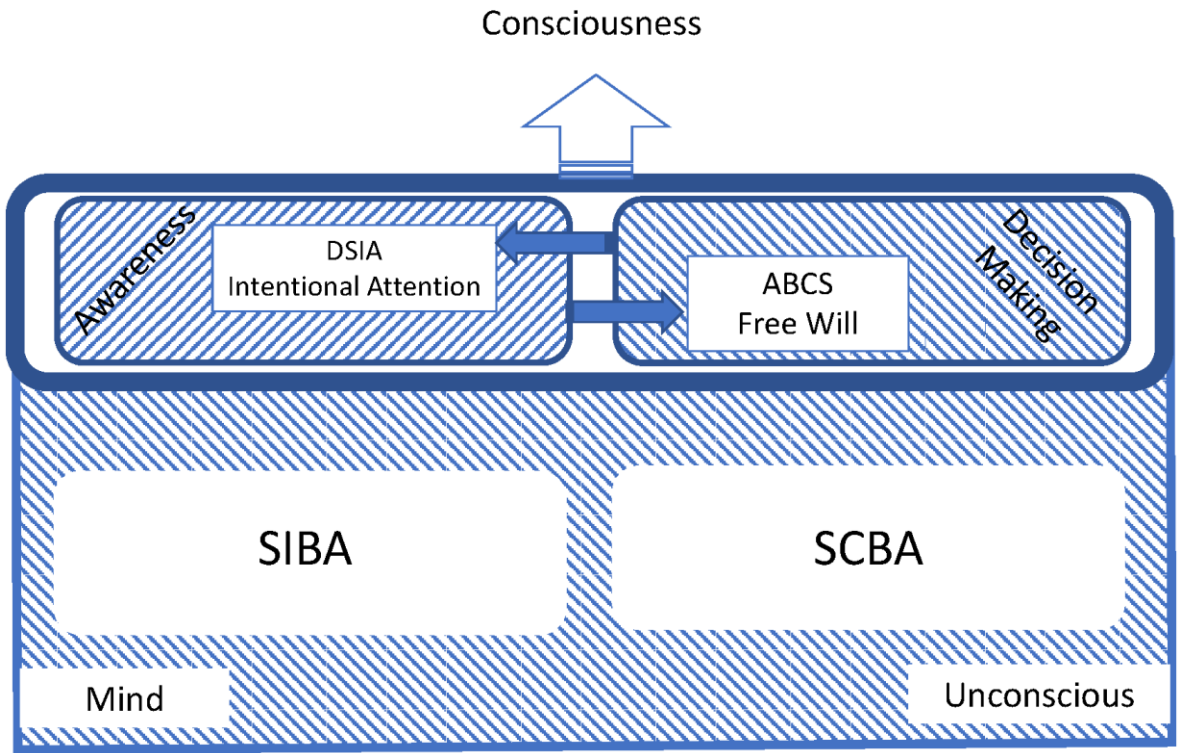 Consciousness
Awareness
DSIA
Intentional Attention
ABCS
Free Will
Decision
Making
SIBA
SCBA
Mind
Unconscious